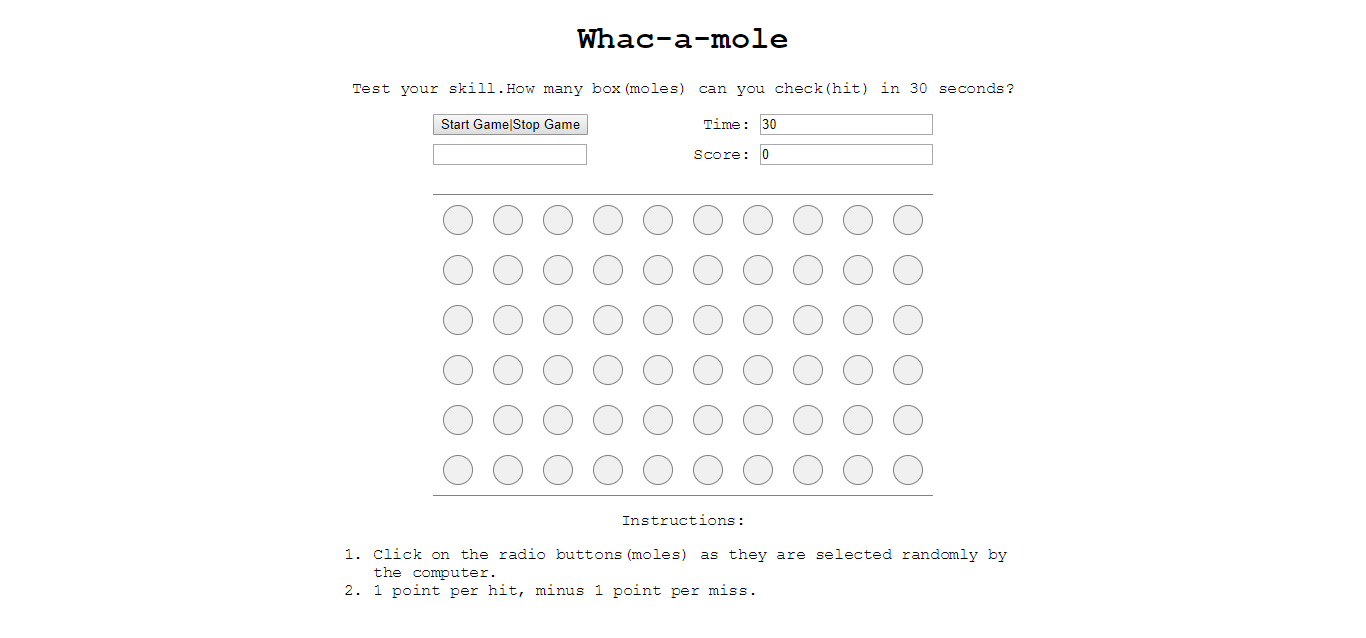 Whac-a-mole
Test your skill.How many box(moles) can you check(hit) in 30 seconds?
Start Game|Stop Game Time: 30
Score: 0
Instructions:
1. Click on the radio buttons(moles) as they are selected randomly by
the computer.
2. 1 point per hit, minus 1 point per miss.